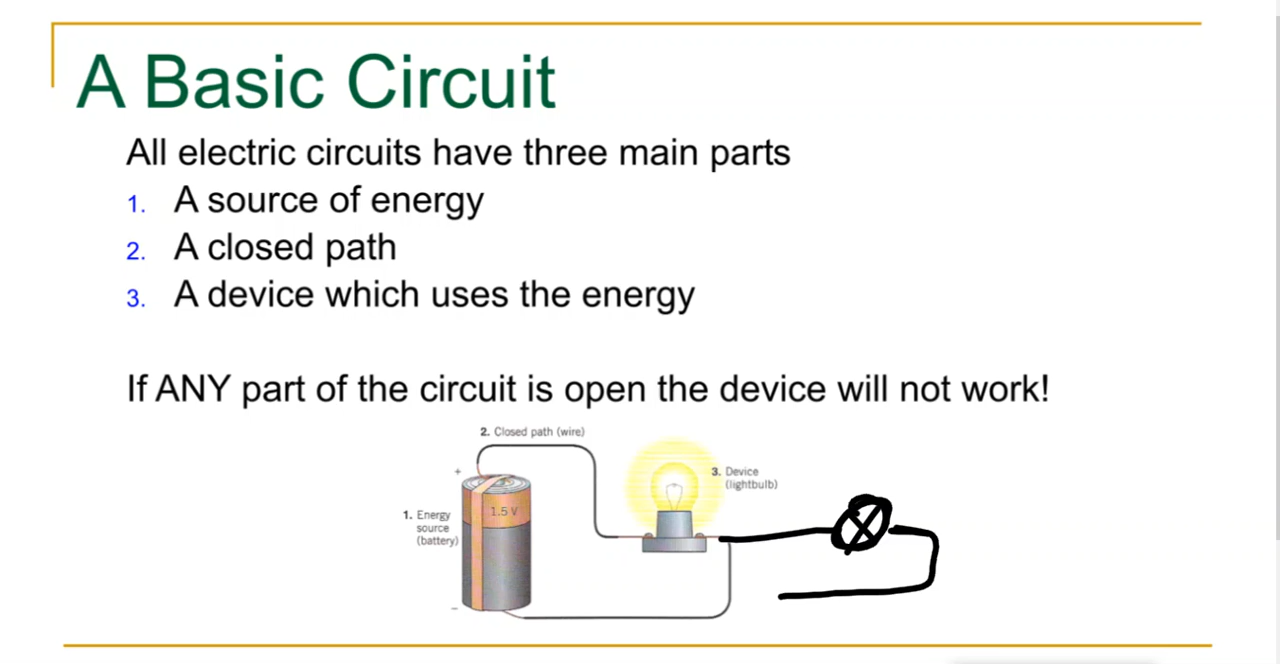 A Basic Circuit
All electric circuits have three main parts
1. A source of energy
2. A closed path
3. A device which uses the energy
If ANY part of the circuit is open the device will not work!
2. Closed path (wire)
+
3. Device
(lightbulb)
1.5 V
1. Energy
source
(battery)
–